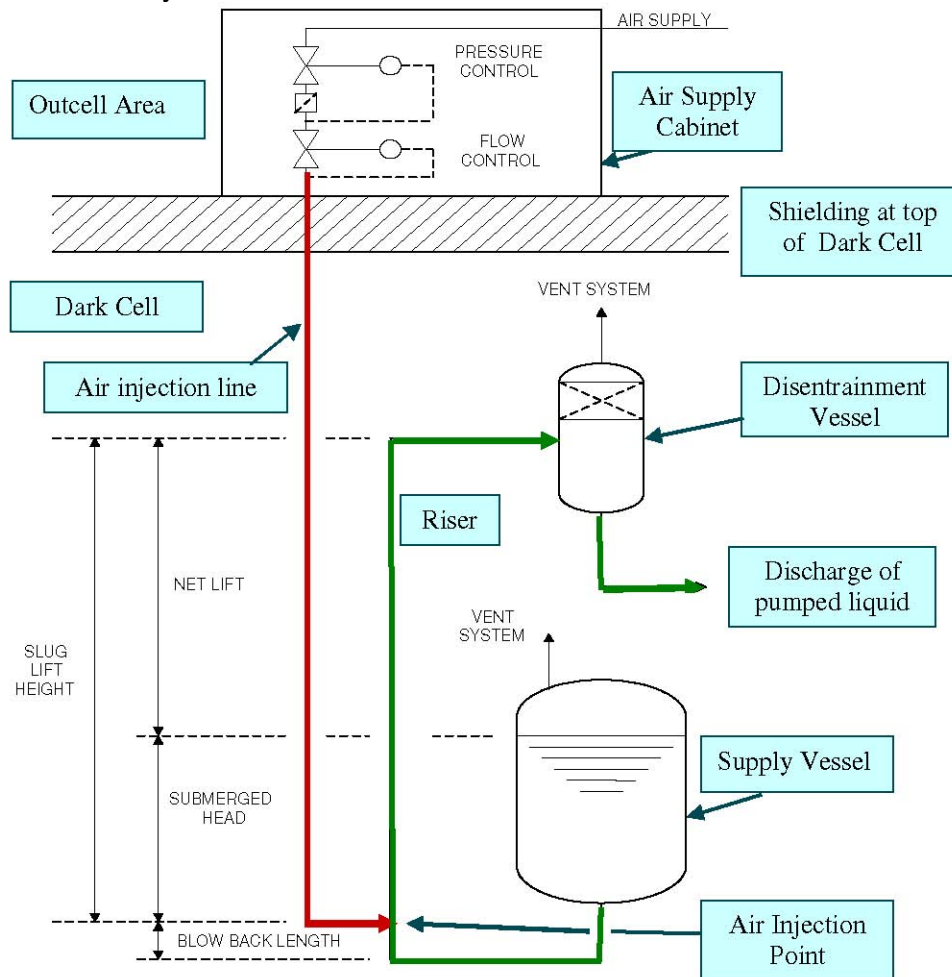 AIR SUPPLY
PRESSURE
CONTROL
Outcell Area
Air Supply
Cabinet
FLOW
CONTROL
Shielding at top
of Dark Cell
Dark Cell
VENT SYSTEM
Air injection line
Disentrainment
Vessel
Riser
NET LIFT
Discharge of
pumped liquid
VENT
SYSTEM
SLUG
LIFT
HEIGHT
Supply Vessel
SUBMERGED
HEAD
BLOW BACK LENGTH
Air Injection
Point